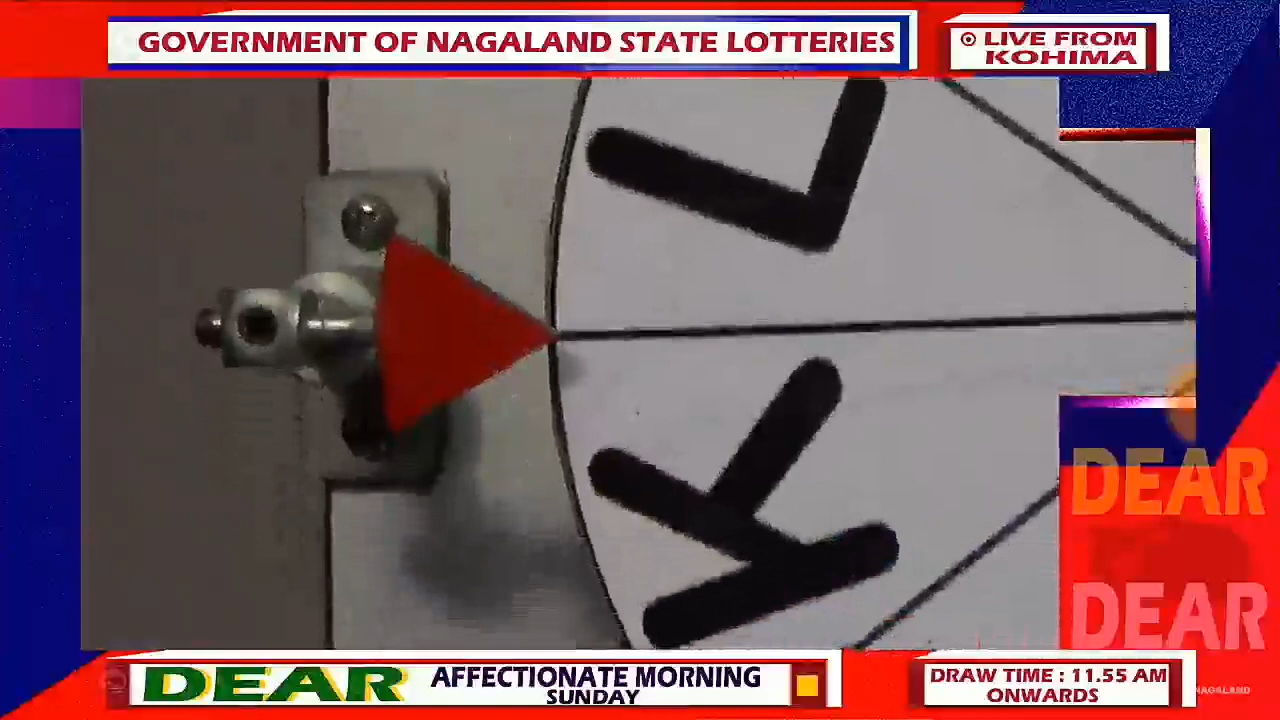 GOVERNMENT OF NAGALAND STATE LOTTERIES
LIVE FROM
KOHIMA
L
K
DEAR
DEAR
DEAR
AFFECTIONATE MORNING
SUNDAY
DRAW TIME : 11.55 AM
ONWARDS
NAGALAND